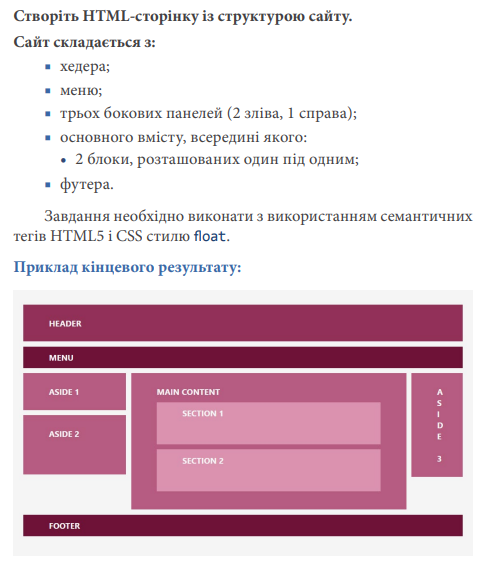 Створіть HTML-сторінку із структурою сайту.
Сайт складається з:
▪ хедера;
▪ меню;
▪ трьох бокових панелей (2 зліва, 1 справа);
▪ основного вмісту, всередині якого:
• 2 блоки, розташованих один під одним;
▪ футера.
Завдання необхідно виконати з використанням семантичних
тегів HTML5 і CSS стилю float.
Приклад кінцевого результату:
HEADER
MENU
ASIDE 1
ASIDE 2
MAIN CONTENT
SECTION 1
SECTION 2
A
S
I
D
E
3
FOOTER